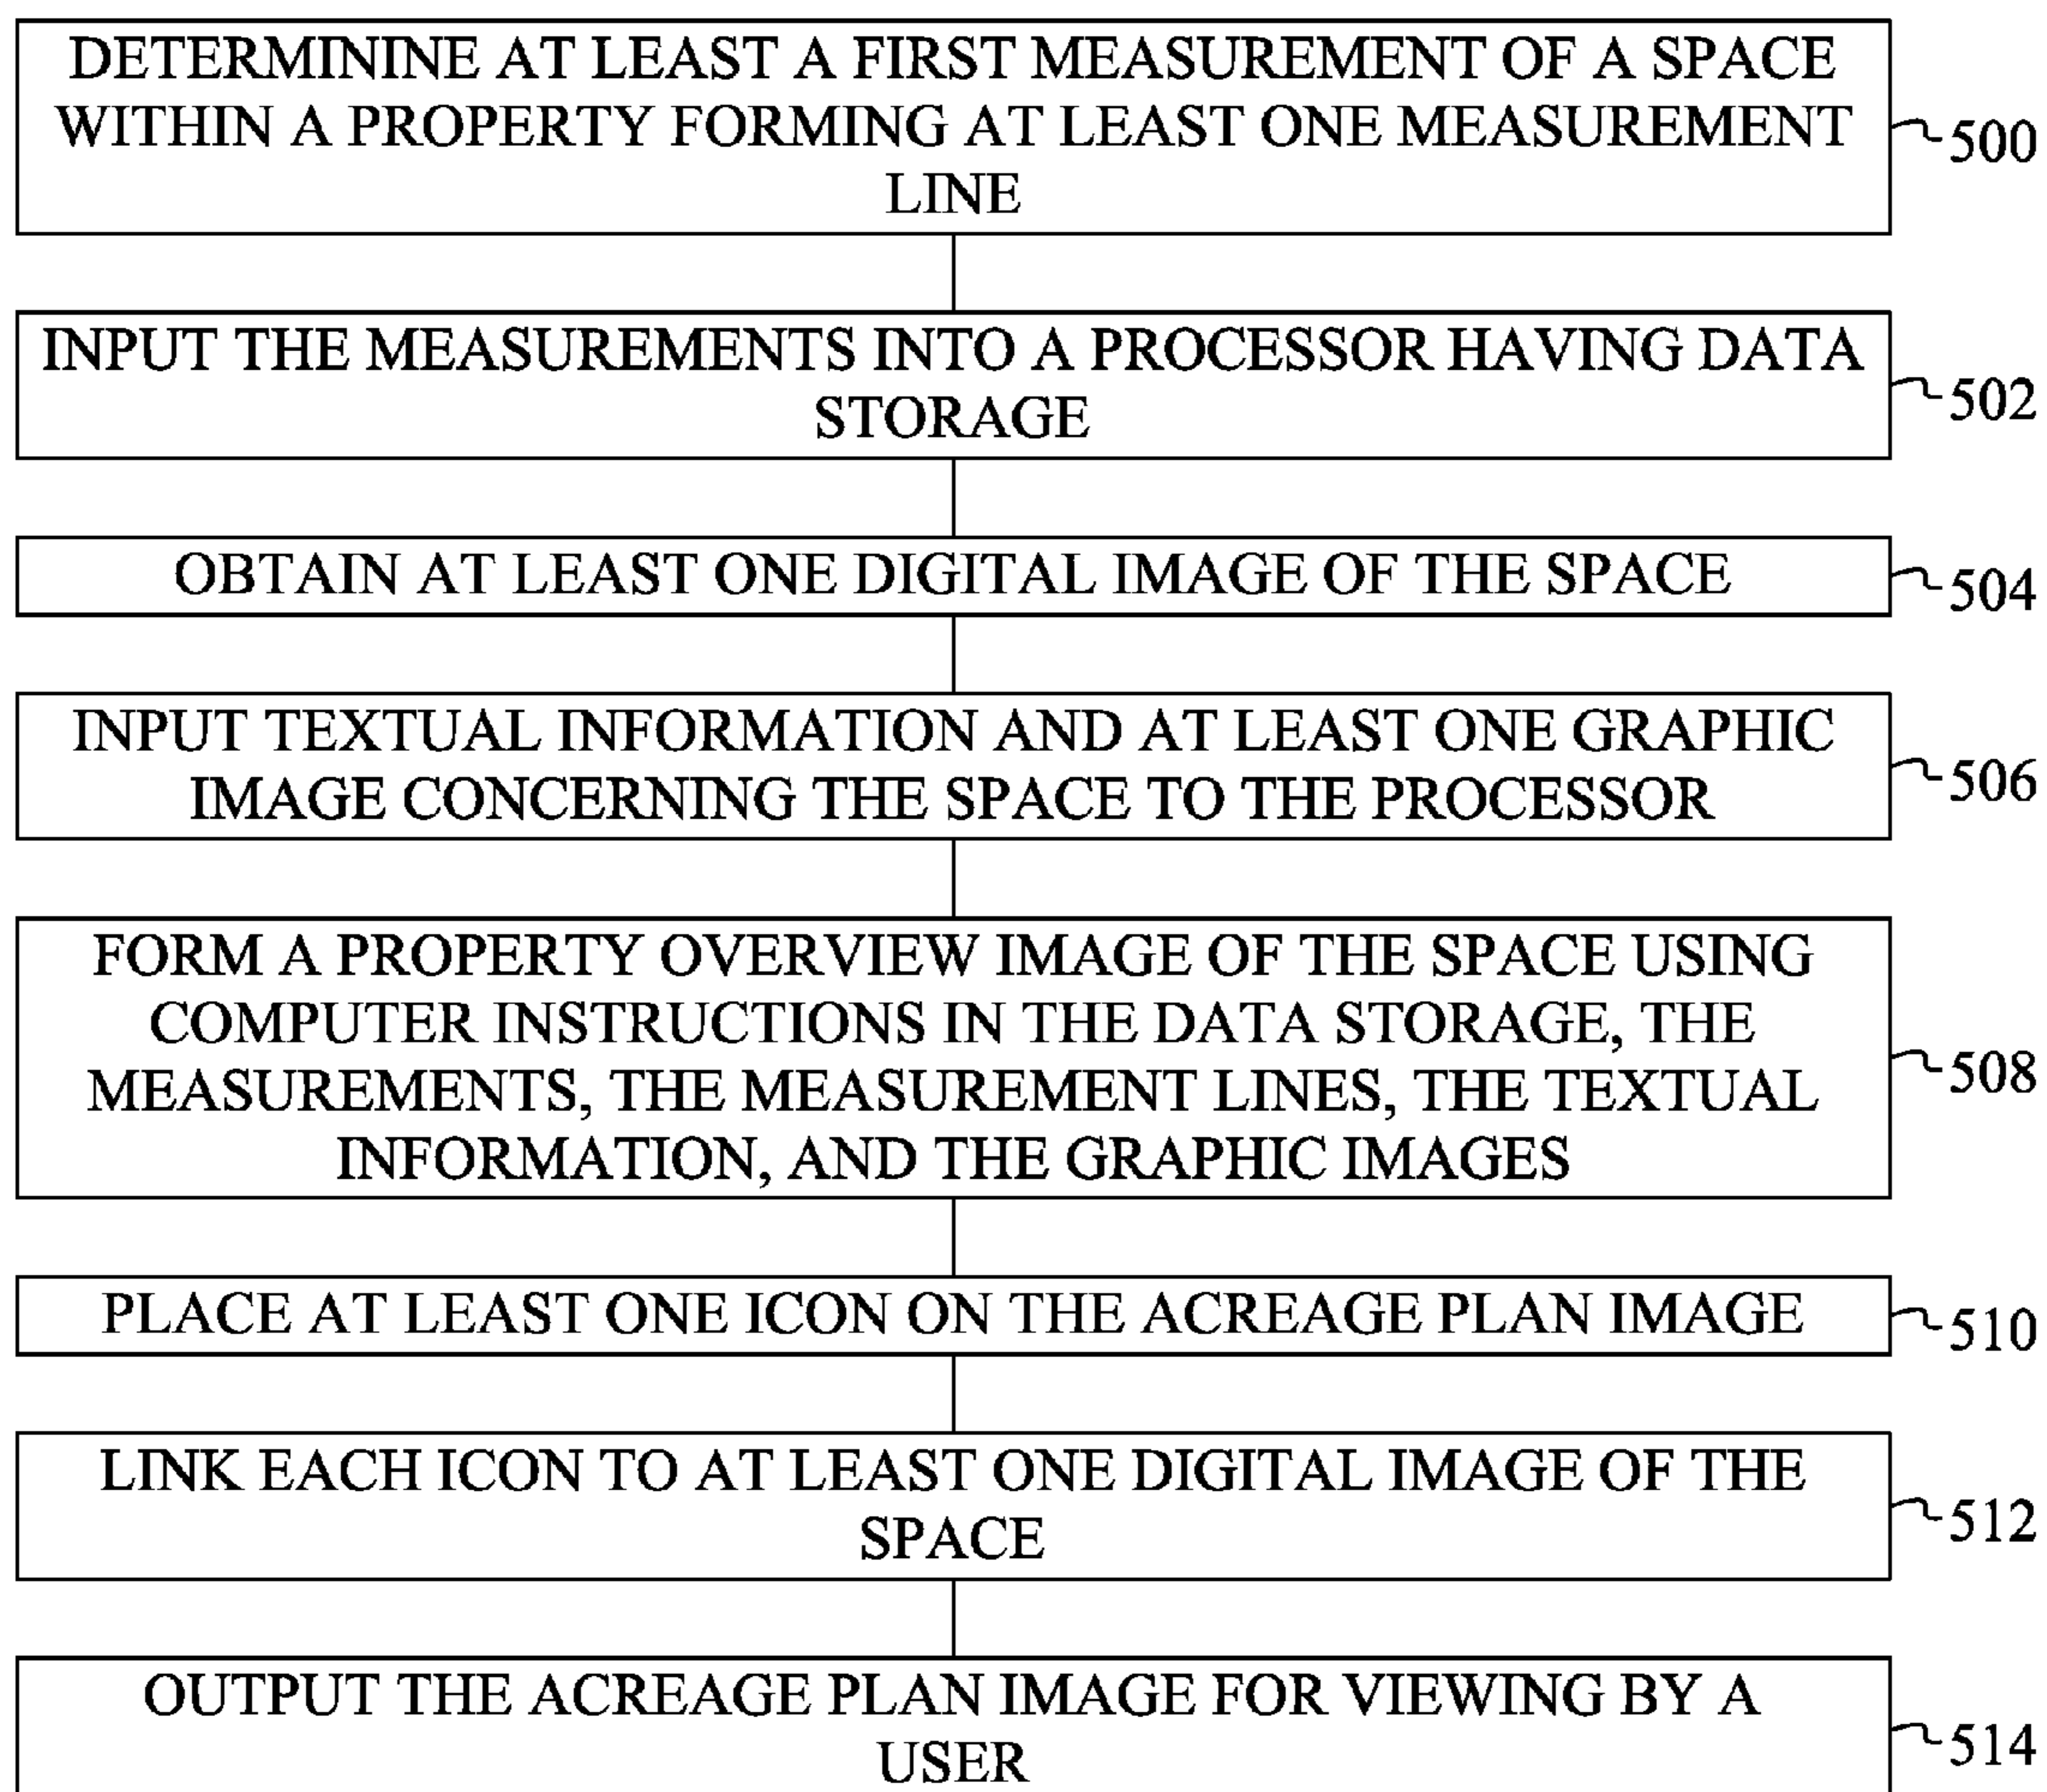 DETERMININE AT LEAST A FIRST MEASUREMENT OF A SPACE
WITHIN A PROPERTY FORMING AT LEAST ONE MEASUREMENT
LINE
500
INPUT THE MEASUREMENTS INTO A PROCESSOR HAVING DATA
STORAGE
502
OBTAIN AT LEAST ONE DIGITAL IMAGE OF THE SPACE
504
INPUT TEXTUAL INFORMATION AND AT LEAST ONE GRAPHIC
IMAGE CONCERNING THE SPACE TO THE PROCESSOR
506
FORM A PROPERTY OVERVIEW IMAGE OF THE SPACE USING
COMPUTER INSTRUCTIONS IN THE DATA STORAGE, THE
MEASUREMENTS, THE MEASUREMENT LINES, THE TEXTUAL
INFORMATION, AND THE GRAPHIC IMAGES
508
PLACE AT LEAST ONE ICON ON THE ACREAGE PLAN IMAGE
510
LINK EACH ICON TO AT LEAST ONE DIGITAL IMAGE OF THE
SPACE
512
OUTPUT THE ACREAGE PLAN IMAGE FOR VIEWING BY A
USER
514